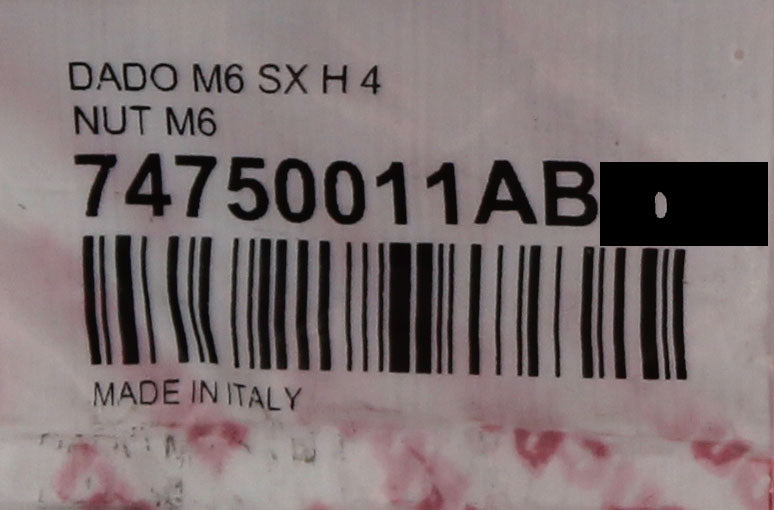 DADO M6 SX H 4
NUT M6
74750011AB
MADE IN ITALY